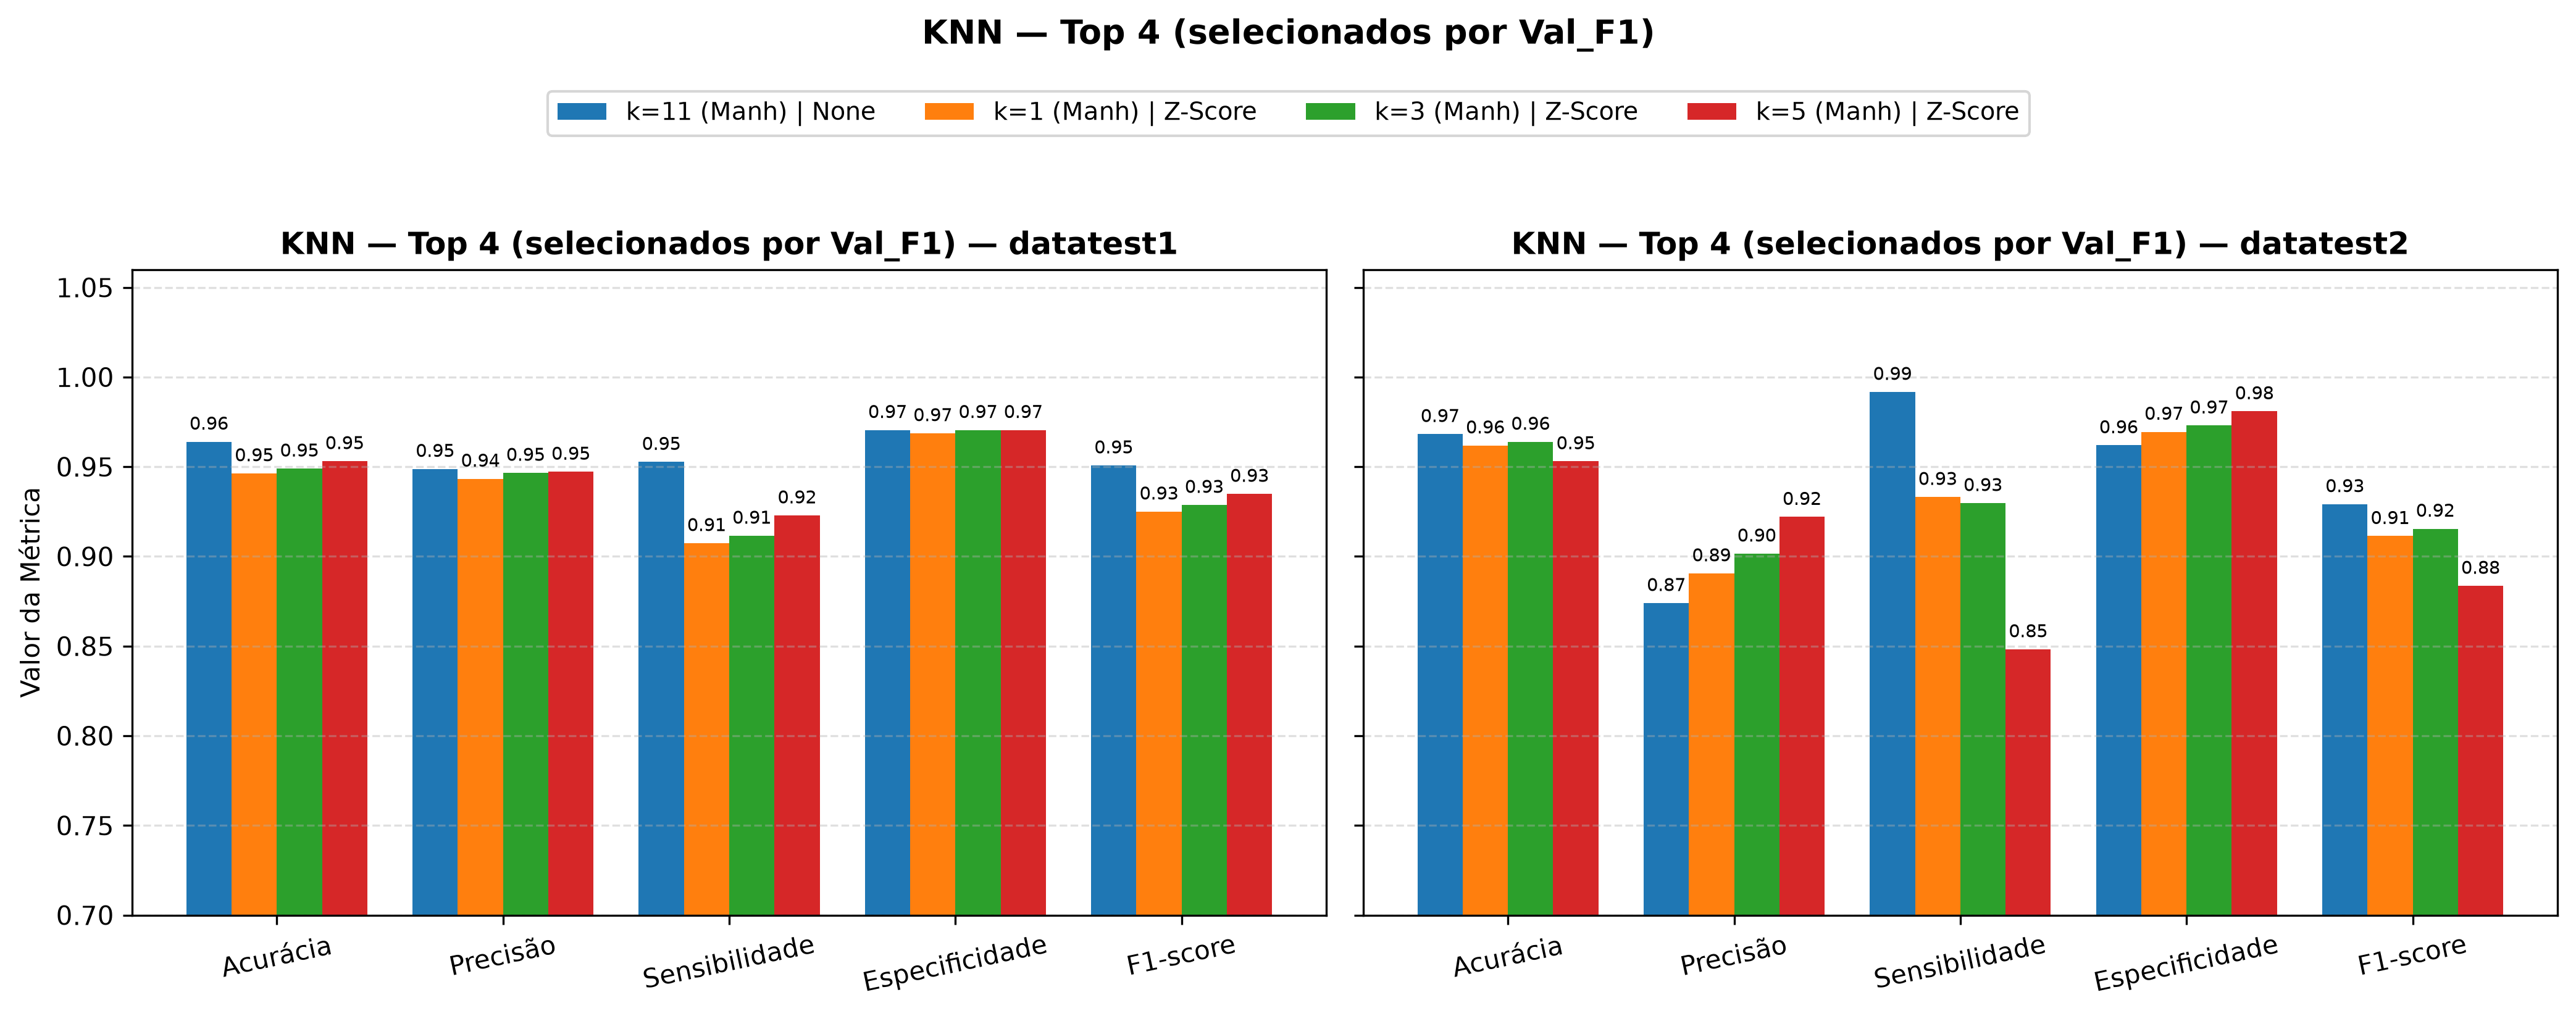 KNN — Top 4 (selecionados por Val_F1)
k=11 (Manh) | None k=1 (Manh) | Z-Score k=3 (Manh) | Z-Score k=5 (Manh) | Z-Score
KNN — Top 4 (selecionados por Val_F1) — datatest1
Valor da Métrica
1.05
1.00
0.95
0.90
0.85
0.80
0.75
0.70
0.96 0.95 0.95 0.95
0.95 0.94 0.95 0.95
0.95 0.91 0.91 0.92
0.97 0.97 0.97 0.97
0.95 0.93 0.93 0.93
Acurácia Precisão Sensibilidade Especificidade F1-score
KNN — Top 4 (selecionados por Val_F1) — datatest2
0.97 0.96 0.96 0.95
0.87 0.89 0.90 0.92
0.99 0.93 0.93 0.85
0.96 0.97 0.97 0.98
0.93 0.91 0.92 0.88
Acurácia Precisão Sensibilidade Especificidade F1-score